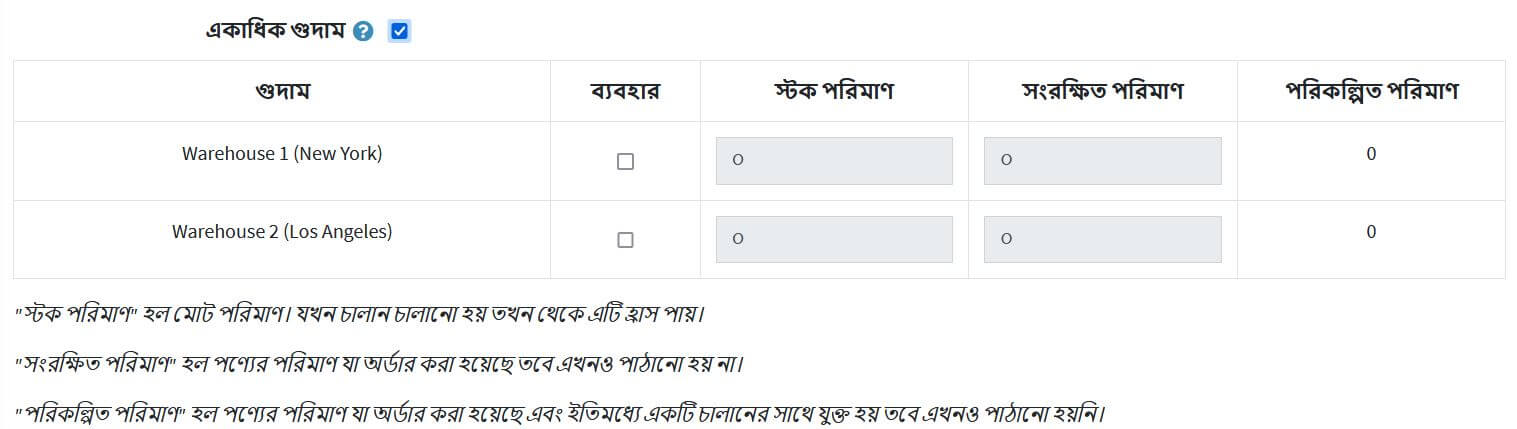 একাধিক গুদাম ?
গুদাম ব্যবহার স্টক পরিমাণ সংরক্ষিত পরিমাণ পরিকল্পিত পরিমাণ
Warehouse 1 (New York) 0 0 0
Warehouse 2 (Los Angeles) 0 0 0
"স্টক পরিমাণ" হল মোট পরিমাণ। যখন চালান চালানো হয় তখন থেকে এটি হ্রাস পায়।
"সংরক্ষিত পরিমাণ" হল পণ্যের পরিমাণ যা অর্ডার করা হয়েছে তবে এখনও পাঠানো হয় না।
"পরিকল্পিত পরিমাণ" হল পণ্যের পরিমাণ যা অর্ডার করা হয়েছে এবং ইতিমধ্যে একটি চালানের সাথে যুক্ত হয় তবে এখনও পাঠানো হয়নি।